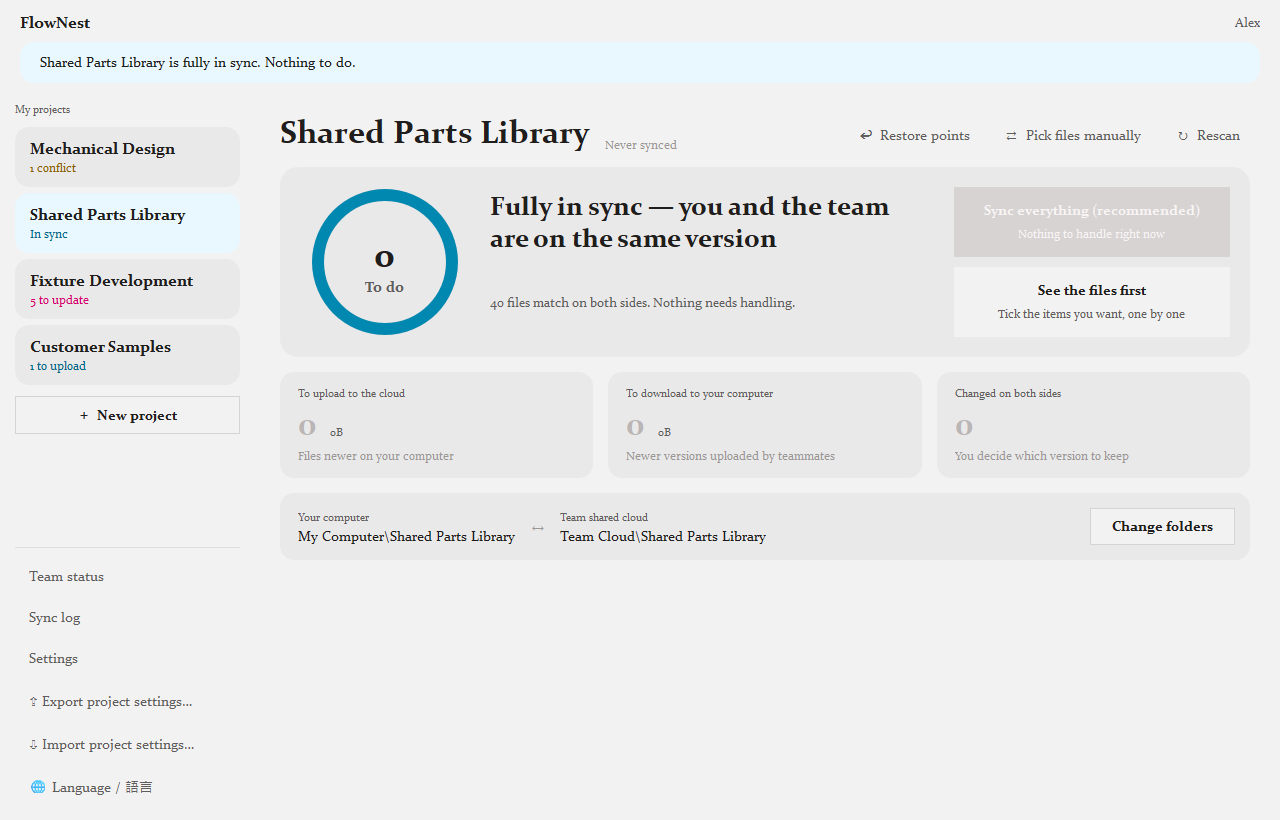 FlowNest
Alex
Shared Parts Library is fully in sync. Nothing to do.
My projects
Mechanical Design
1 conflict
Shared Parts Library
In sync
Fixture Development
5 to update
Customer Samples
1 to upload
+ New project
Team status
Sync log
Settings
⇧ Export project settings...
⇩ Import project settings...
🌐 Language / 語言
Shared Parts Library
Never synced
↩ Restore points
⇄ Pick files manually
↻ Rescan
0
To do
Fully in sync — you and the team
are on the same version
40 files match on both sides. Nothing needs handling.
Sync everything (recommended)
Nothing to handle right now
See the files first
Tick the items you want, one by one
To upload to the cloud
0 0B
Files newer on your computer
To download to your computer
0 0B
Newer versions uploaded by teammates
Changed on both sides
0
You decide which version to keep
Your computer
My Computer\Shared Parts Library
↔
Team shared cloud
Team Cloud\Shared Parts Library
Change folders